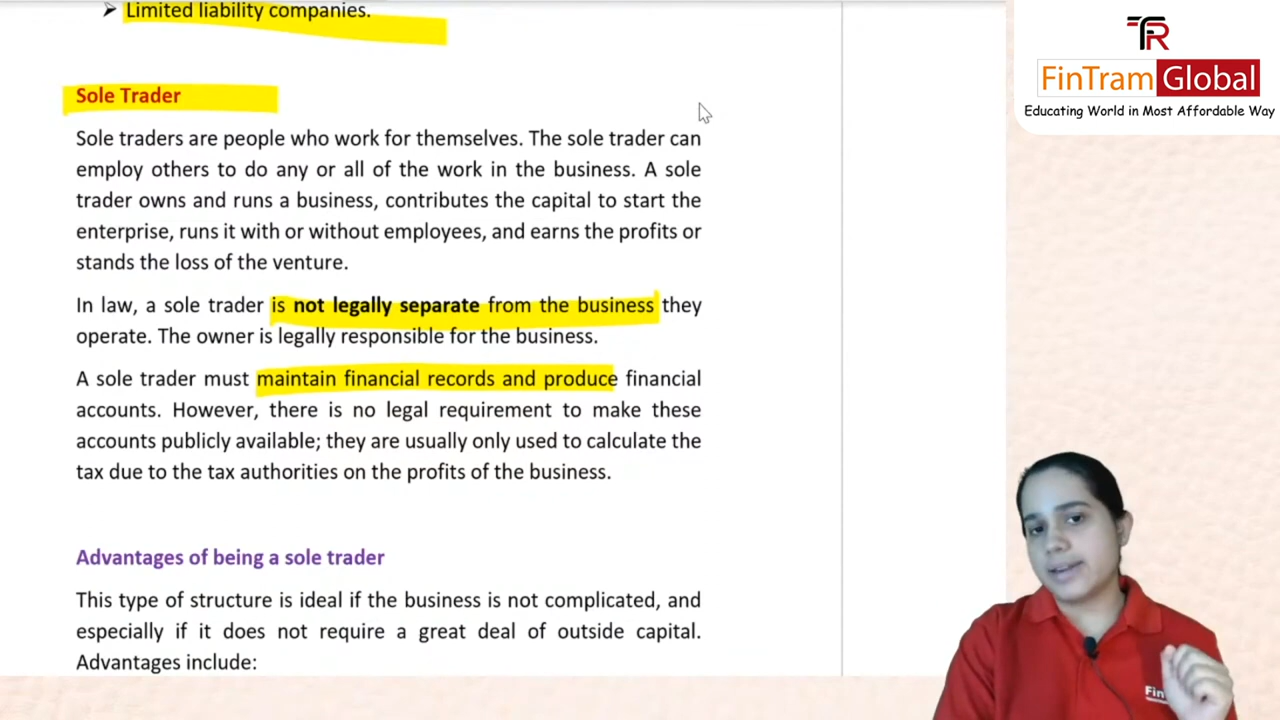 Limited liability companies.
Sole Trader
Sole traders are people who work for themselves. The sole trader can
employ others to do any or all of the work in the business. A sole
trader owns and runs a business, contributes the capital to start the
enterprise, runs it with or without employees, and earns the profits or
stands the loss of the venture.
In law, a sole trader is not legally separate from the business they
operate. The owner is legally responsible for the business.
A sole trader must maintain financial records and produce financial
accounts. However, there is no legal requirement to make these
accounts publicly available; they are usually only used to calculate the
tax due to the tax authorities on the profits of the business.
Advantages of being a sole trader
This type of structure is ideal if the business is not complicated, and
especially if it does not require a great deal of outside capital.
Advantages include:
FinTram Global
Educating World in Most Affordable Way
Fin